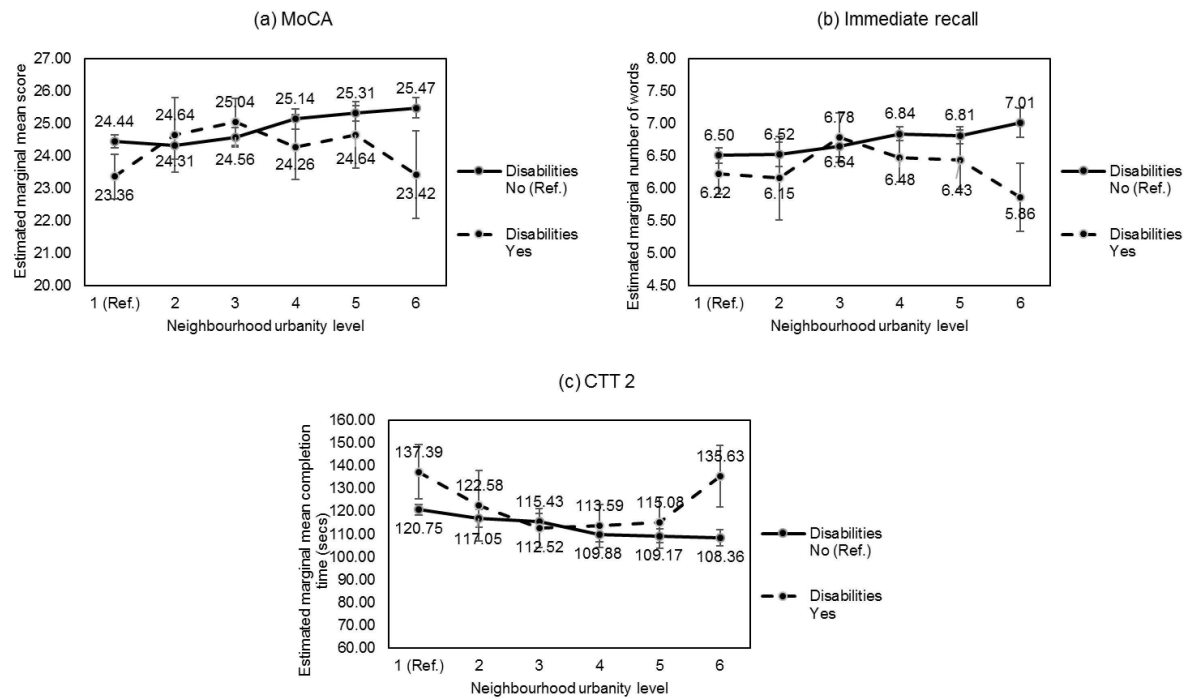 (a) MoCA
Estimated marginal mean score
27.00
26.00
25.00
24.00
23.00
22.00
21.00
20.00
24.44
24.64
25.04
25.14
25.31
25.47
23.36
24.31
24.56
24.26
24.64
23.42
1 (Ref.) 2 3 4 5 6
Neighbourhood urbanity level
Disabilities
No (Ref.)
Disabilities
Yes
(b) Immediate recall
Estimated marginal number of words
8.00
7.50
7.00
6.50
6.00
5.50
5.00
4.50
6.50
6.52
6.78
6.84
6.81
7.01
6.22
6.15
6.64
6.48
6.43
5.86
1 (Ref.) 2 3 4 5 6
Neighbourhood urbanity level
Disabilities
No (Ref.)
Disabilities
Yes
(c) CTT 2
Estimated marginal mean completion
time (secs)
160.00
150.00
140.00
130.00
120.00
110.00
100.00
90.00
80.00
70.00
60.00
137.39
122.58
115.43
113.59
115.08
135.63
120.75
117.05
112.52
109.88
109.17
108.36
1 (Ref.) 2 3 4 5 6
Neighbourhood urbanity level
Disabilities
No (Ref.)
Disabilities
Yes